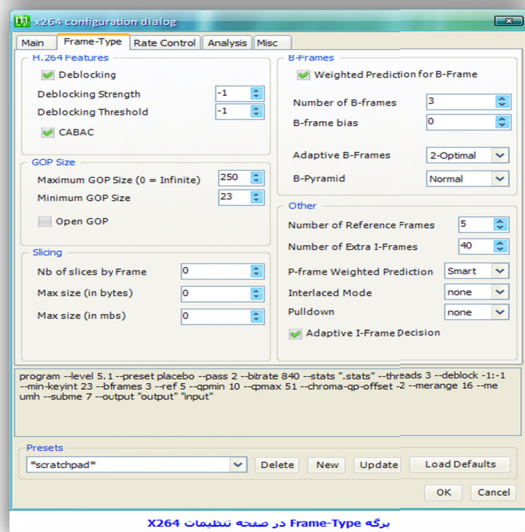 x264 configuration dialog
Main Frame-Type Rate Control Analysis Misc
H.264 Features
Deblocking
Deblocking Strength -1
Deblocking Threshold -1
CABAC
GOP Size
Maximum GOP Size (0 = Infinite) 250
Minimum GOP Size 23
Open GOP
Slicing
Nb of slices by Frame 0
Max size (in bytes) 0
Max size (in mbs) 0
B-Frames
Weighted Prediction for B-Frame
Number of B-frames 3
B-frame bias 0
Adaptive B-Frames 2-Optimal
B-Pyramid Normal
Other
Number of Reference Frames 5
Number of Extra I-Frames 40
P-frame Weighted Prediction Smart
Interlaced Mode none
Pulldown none
Adaptive I-Frame Decision
program --level 5.1 --preset placebo --pass 2 --bitrate 840 --stats ".stats" --threads 3 --deblock -1:-1
--min-keyint 23 --bframes 3 --ref 5 --qpmin 10 --qpmax 51 --chroma-qp-offset -2 --merange 16 --me
umh --subme 7 --output "output" "input"
Presets
*scratchpad* Delete New Update Load Defaults
OK Cancel
برگه Frame-Type در صفحه تنظیمات X264